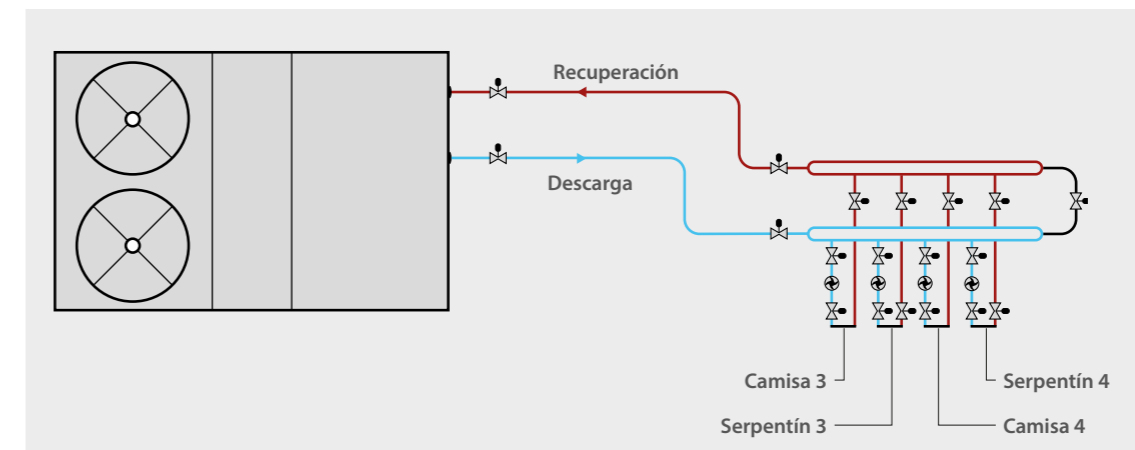 Recuperación
Descarga
Camisa 3
Serpentín 4
Serpentín 3
Camisa 4